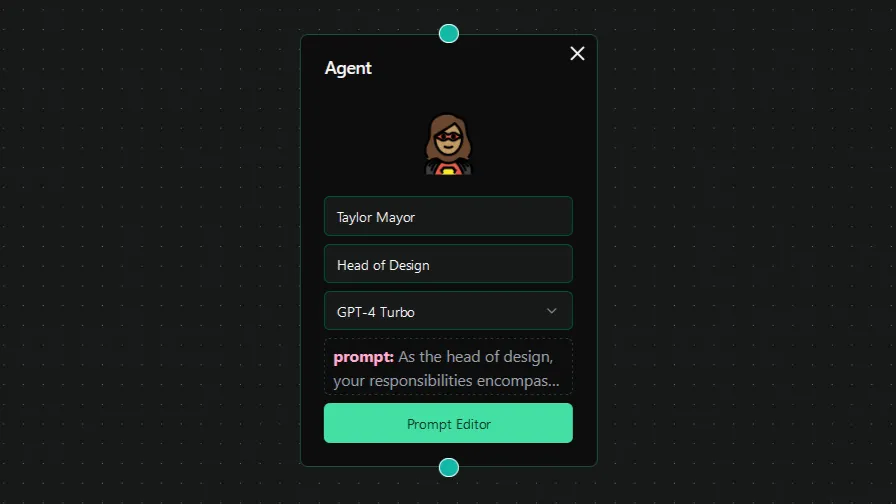 Agent
Taylor Mayor
Head of Design
GPT-4 Turbo
prompt: As the head of design,
your responsibilities encompas...
Prompt Editor